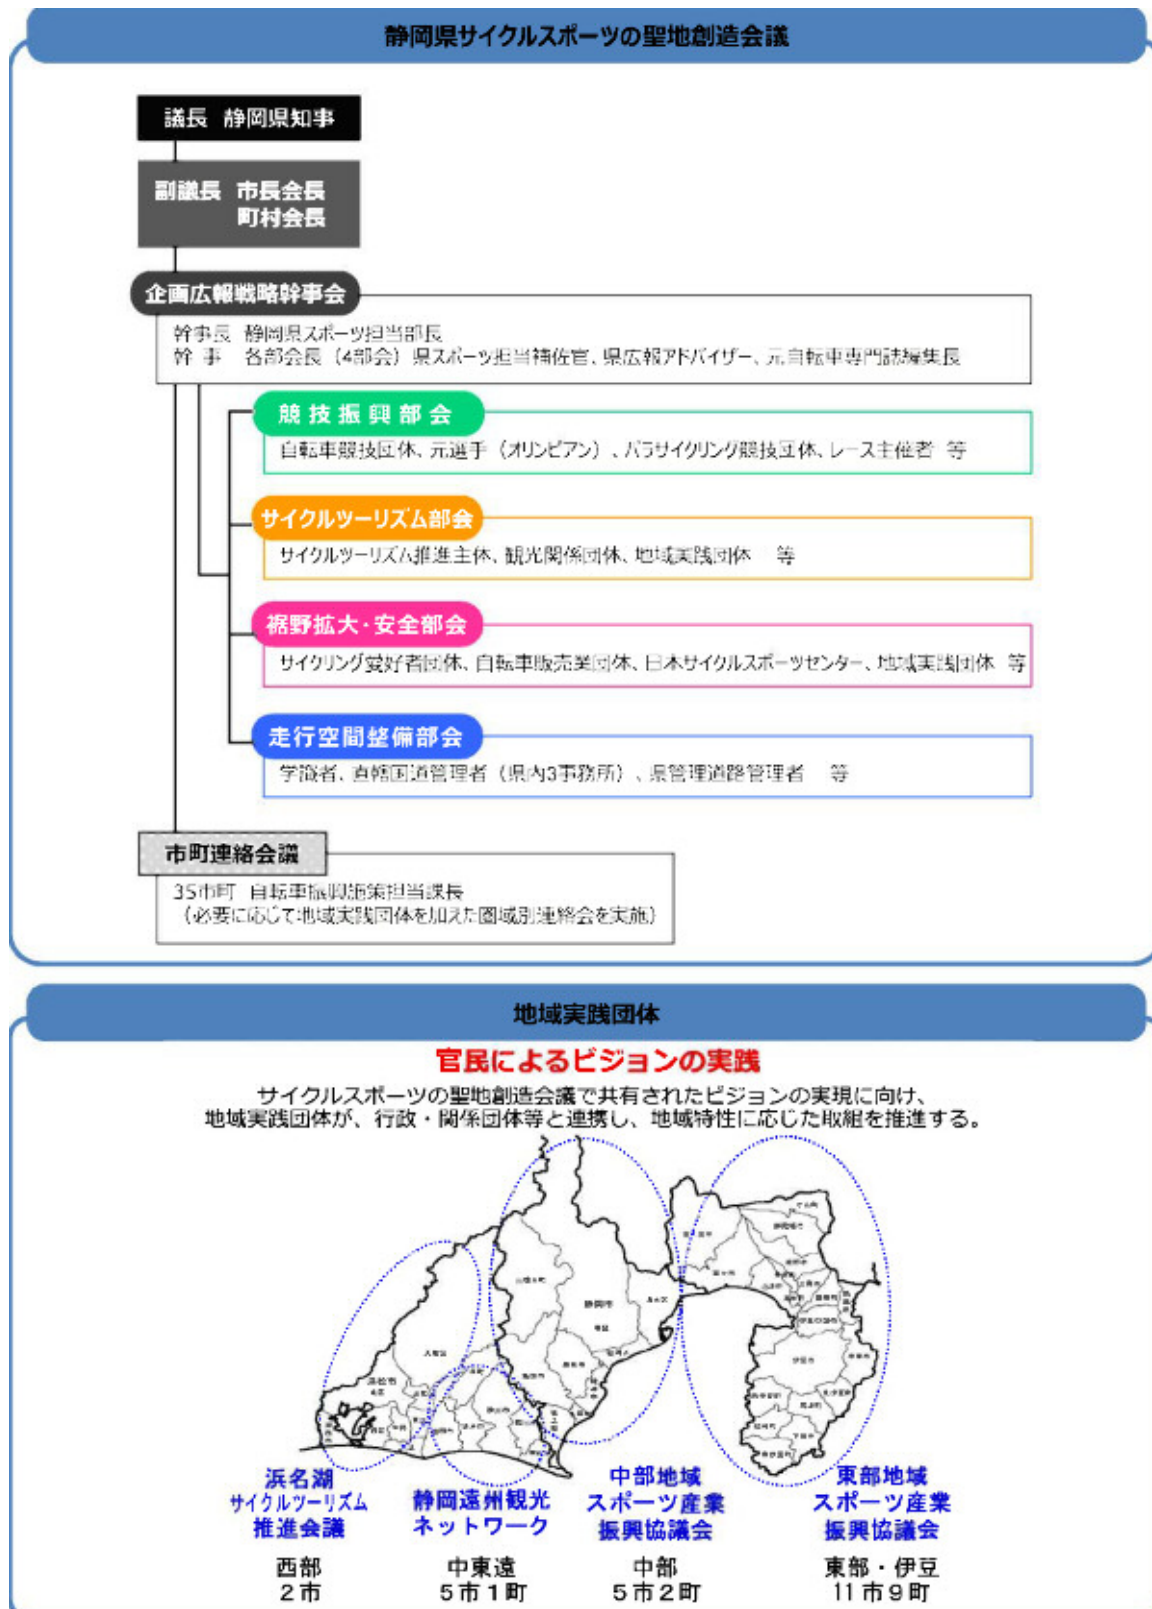 静岡県サイクルスポーツの聖地創造会議
議長 静岡県知事
副議長 市長会長
町村会長
企画広報戦略幹事会
幹事長 静岡県スポーツ担当部長
幹 事 各部会長（4部会）県スポーツ担当補佐官、県広報アドバイザー、元自転車専門誌編集長
競技振興部会
自転車競技団体、元選手（オリンピアン）、パラサイクリング競技団体、レース主催者 等
サイクルツーリズム部会
サイクルツーリズム推進主体、観光関係団体、地域実践団体 等
裾野拡大・安全部会
サイクリング愛好者団体、自転車販売業団体、日本サイクルスポーツセンター、地域実践団体 等
走行空間整備部会
学識者、直轄国道管理者（県内3事務所）、県管理道路管理者 等
市町連絡会議
35市町 自転車振興施策担当課長
（必要に応じて地域実践団体を加えた圏域別連絡会を実施）
地域実践団体
官民によるビジョンの実践
サイクルスポーツの聖地創造会議で共有されたビジョンの実現に向け、
地域実践団体が、行政・関係団体等と連携し、地域特性に応じた取組を推進する。
静岡市
浜松市
伊豆市
浜名湖
サイクルツーリズム
推進会議
西部
2市
静岡遠州観光
ネットワーク
中東遠
5市1町
中部地域
スポーツ産業
振興協議会
中部
5市2町
東部地域
スポーツ産業
振興協議会
東部・伊豆
11市9町